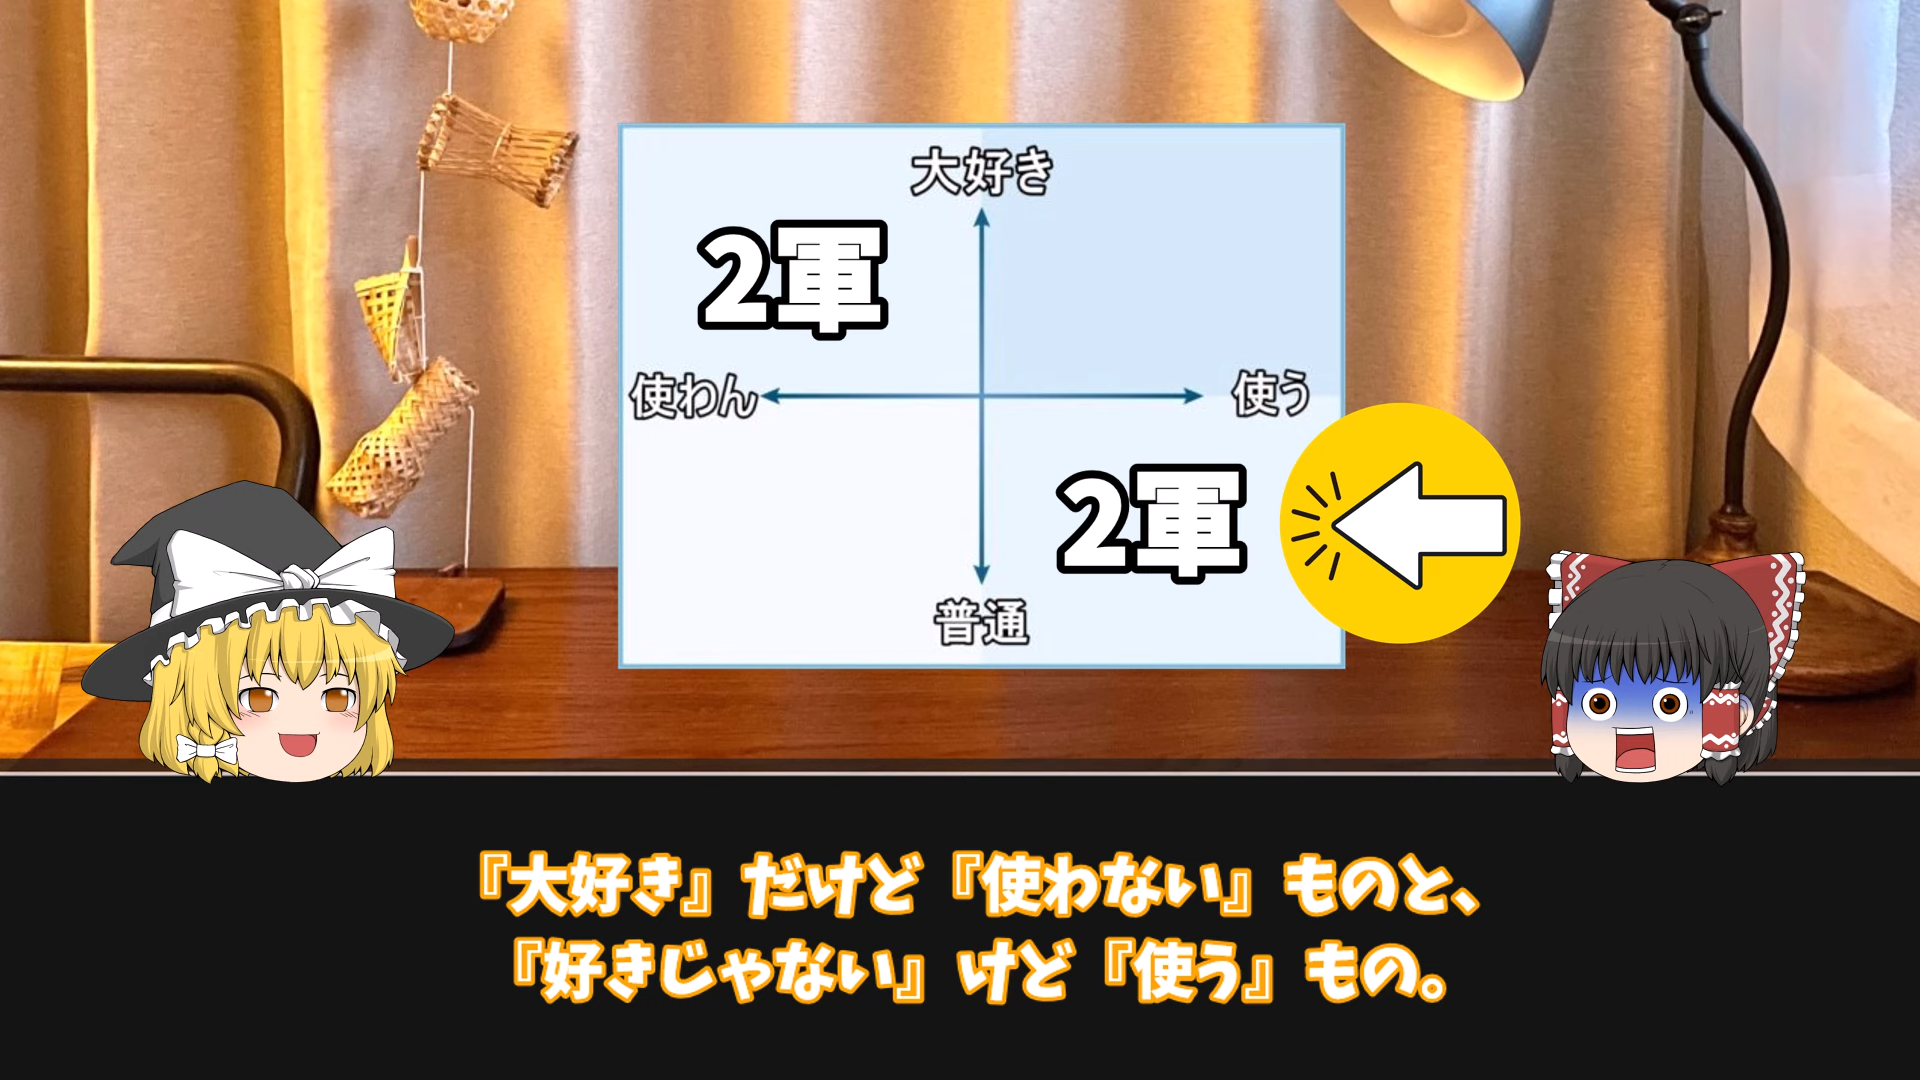 大好き
2軍
使わん
使う
2軍
普通
『大好き』だけど『使わない』ものと、
『好きじゃない』けど『使う』もの。